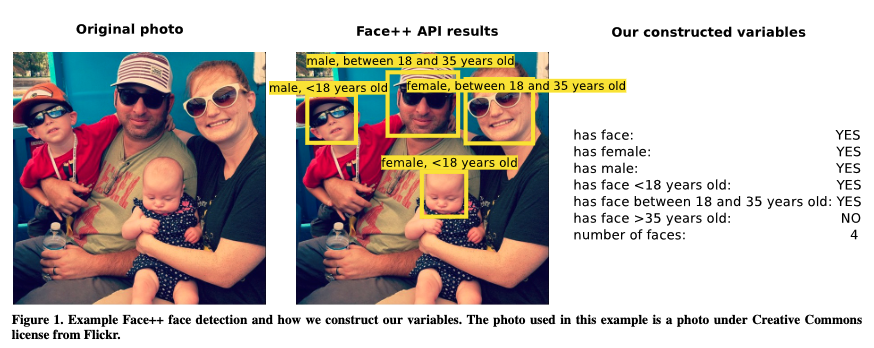 Original photo
Face++ API results
Our constructed variables
male, between 18 and 35 years old
male, <18 years old
female, between 18 and 35 years old
female, <18 years old
has face: YES
has female: YES
has male: YES
has face <18 years old: YES
has face between 18 and 35 years old: YES
has face >35 years old: NO
number of faces: 4
Figure 1. Example Face++ face detection and how we construct our variables. The photo used in this example is a photo under Creative Commons
license from Flickr.